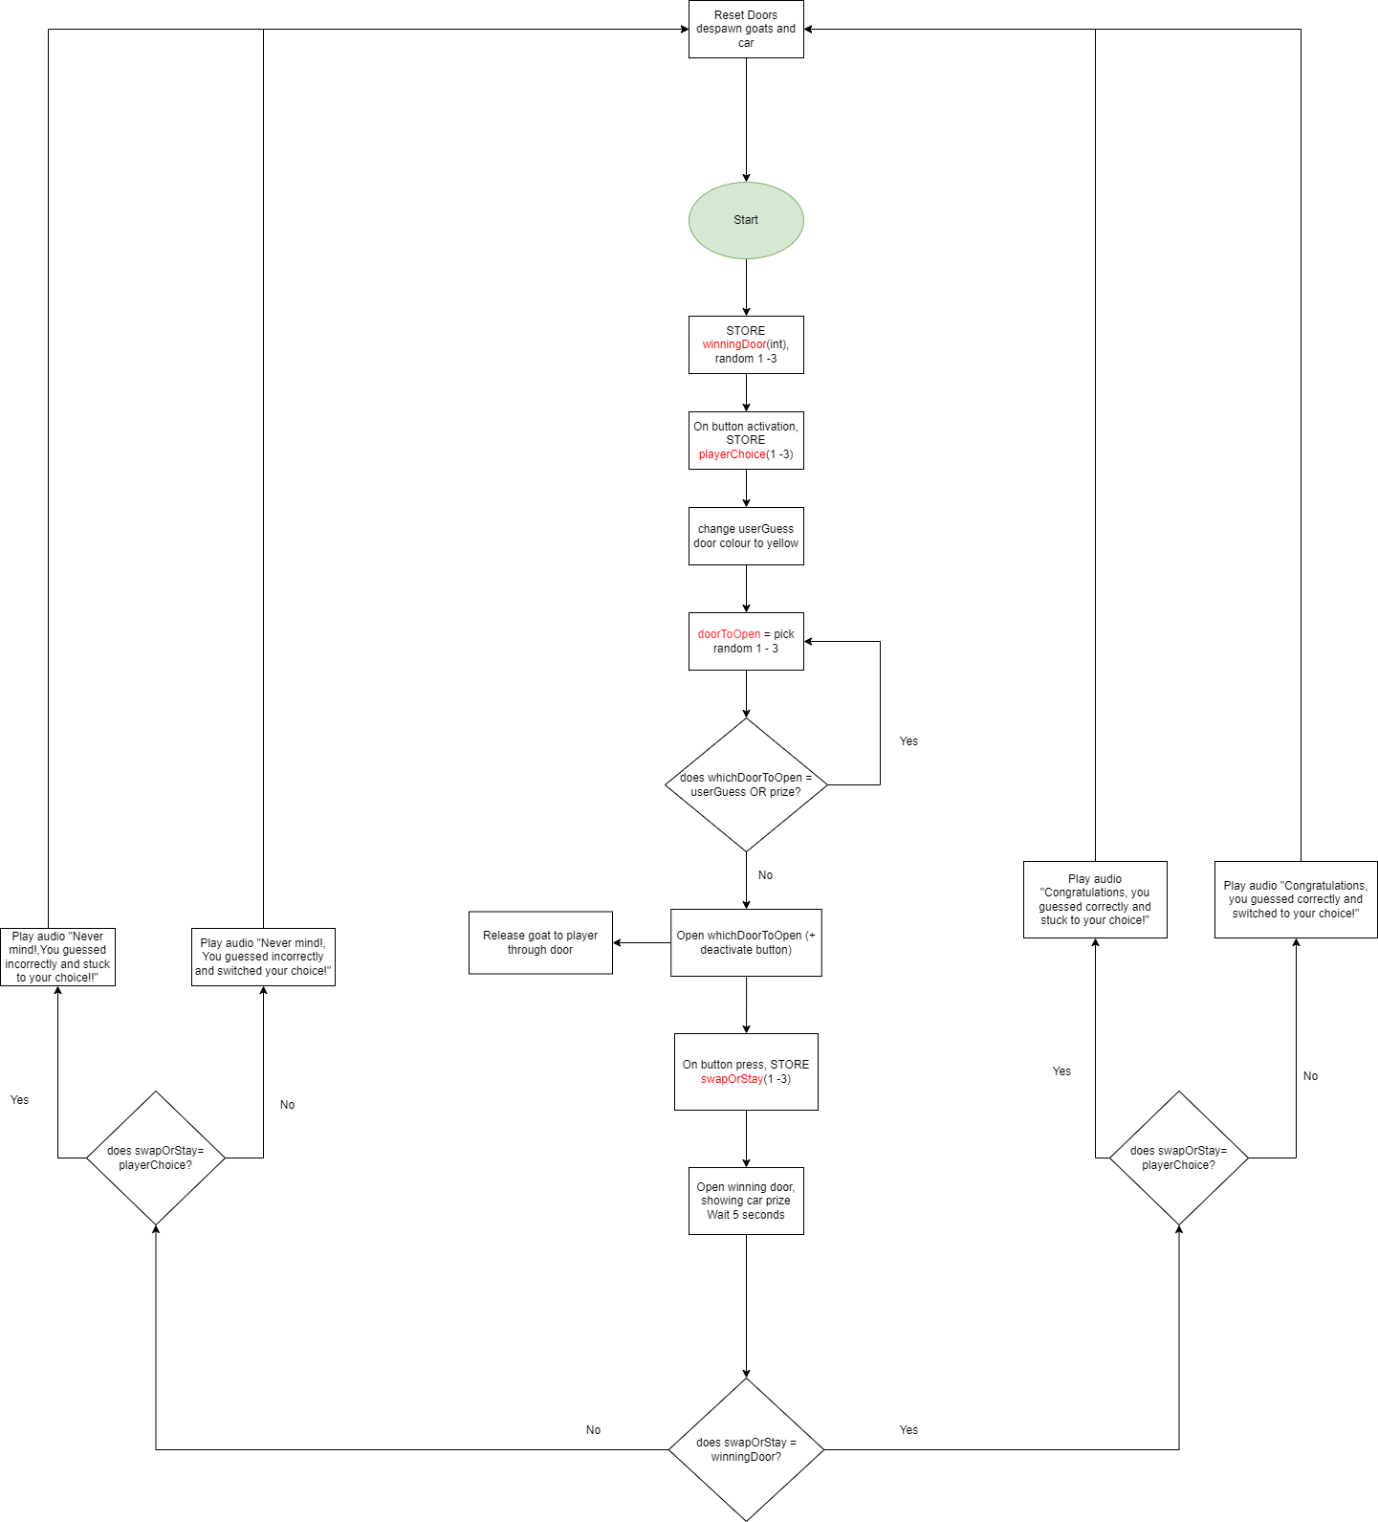 Reset Doors
despawn goats and
car
Start
STORE
winningDoor(int),
random 1 -3
On button activation,
STORE
playerChoice(1 -3)
change userGuess
door colour to yellow
doorToOpen = pick
random 1 - 3
Yes
does whichDoorToOpen =
userGuess OR prize?
No
Play audio
"Congratulations, you
guessed correctly and
stuck to your choice!"
Play audio "Congratulations,
you guessed correctly and
switched to your choice!"
Open whichDoorToOpen (+
deactivate button)
Release goat to player
through door
Play audio "Never
mind!,You guessed
incorrectly and stuck
to your choice!!"
Play audio "Never mind!,
You guessed incorrectly
and switched your choice!"
On button press, STORE
swapOrStay(1 -3)
Yes
No
Yes
No
does swapOrStay=
playerChoice?
does swapOrStay=
playerChoice?
Open winning door,
showing car prize
Wait 5 seconds
No
Yes
does swapOrStay =
winningDoor?